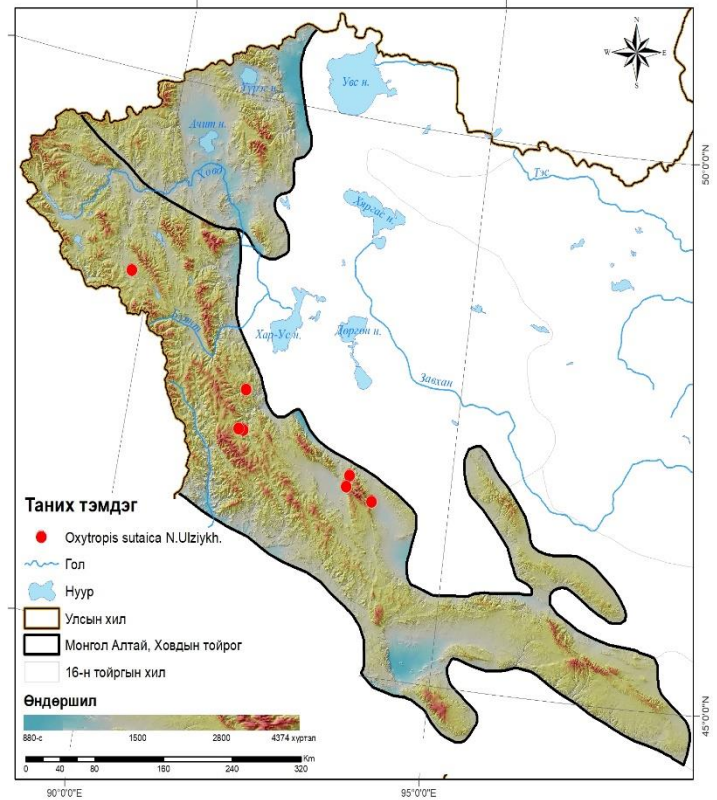 N
W E
S
Увс н.
Үүрэг н.
Ачит н.
Ховд
Тэс
Хяргас н.
Буянт
Хар-Ус н.
Дөргөн н.
Завхан
50°0'0"N
45°0'0"N
Таних тэмдэг
Oxytropis sutaica N.Ulziykh.
Гол
Нуур
Улсын хил
Монгол Алтай, Ховдын тойрог
16-н тойргын хил
Өндөршил
880-с 1500 2800 4374 хүртэл
Km
0 40 80 160 240 320
90°0'0"E 95°0'0"E